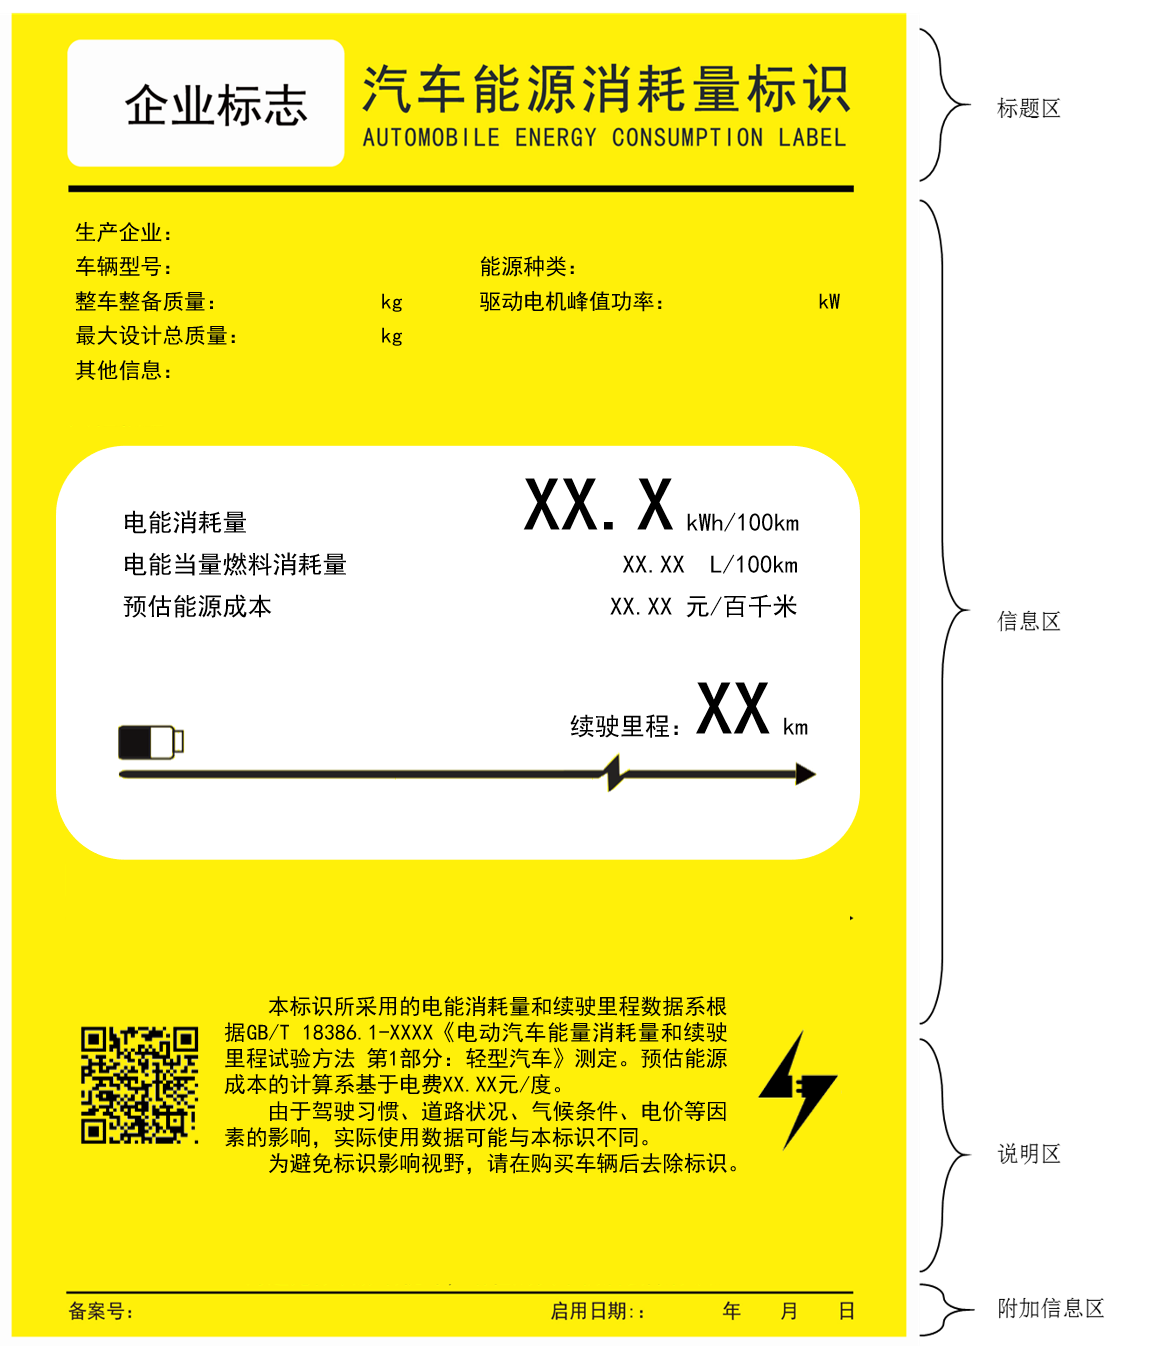 企业标志
汽车能源消耗量标识
AUTOMOBILE ENERGY CONSUMPTION LABEL
标题区
生产企业：
车辆型号： 能源种类：
整车整备质量： kg 驱动电机峰值功率： kW
最大设计总质量： kg
其他信息：
电能消耗量 XX.X kWh/100km
电能当量燃料消耗量 XX.XX L/100km
预估能源成本 XX.XX 元/百千米
信息区
续驶里程：XX km
本标识所采用的电能消耗量和续驶里程数据系根
据GB/T 18386.1-XXXX《电动汽车能量消耗量和续驶
里程试验方法 第1部分：轻型汽车》测定。预估能源
成本的计算系基于电费XX.XX元/度。
由于驾驶习惯、道路状况、气候条件、电价等因
素的影响，实际使用数据可能与本标识不同。
为避免标识影响视野，请在购买车辆后去除标识。
说明区
备案号： 启用日期:： 年 月 日
附加信息区